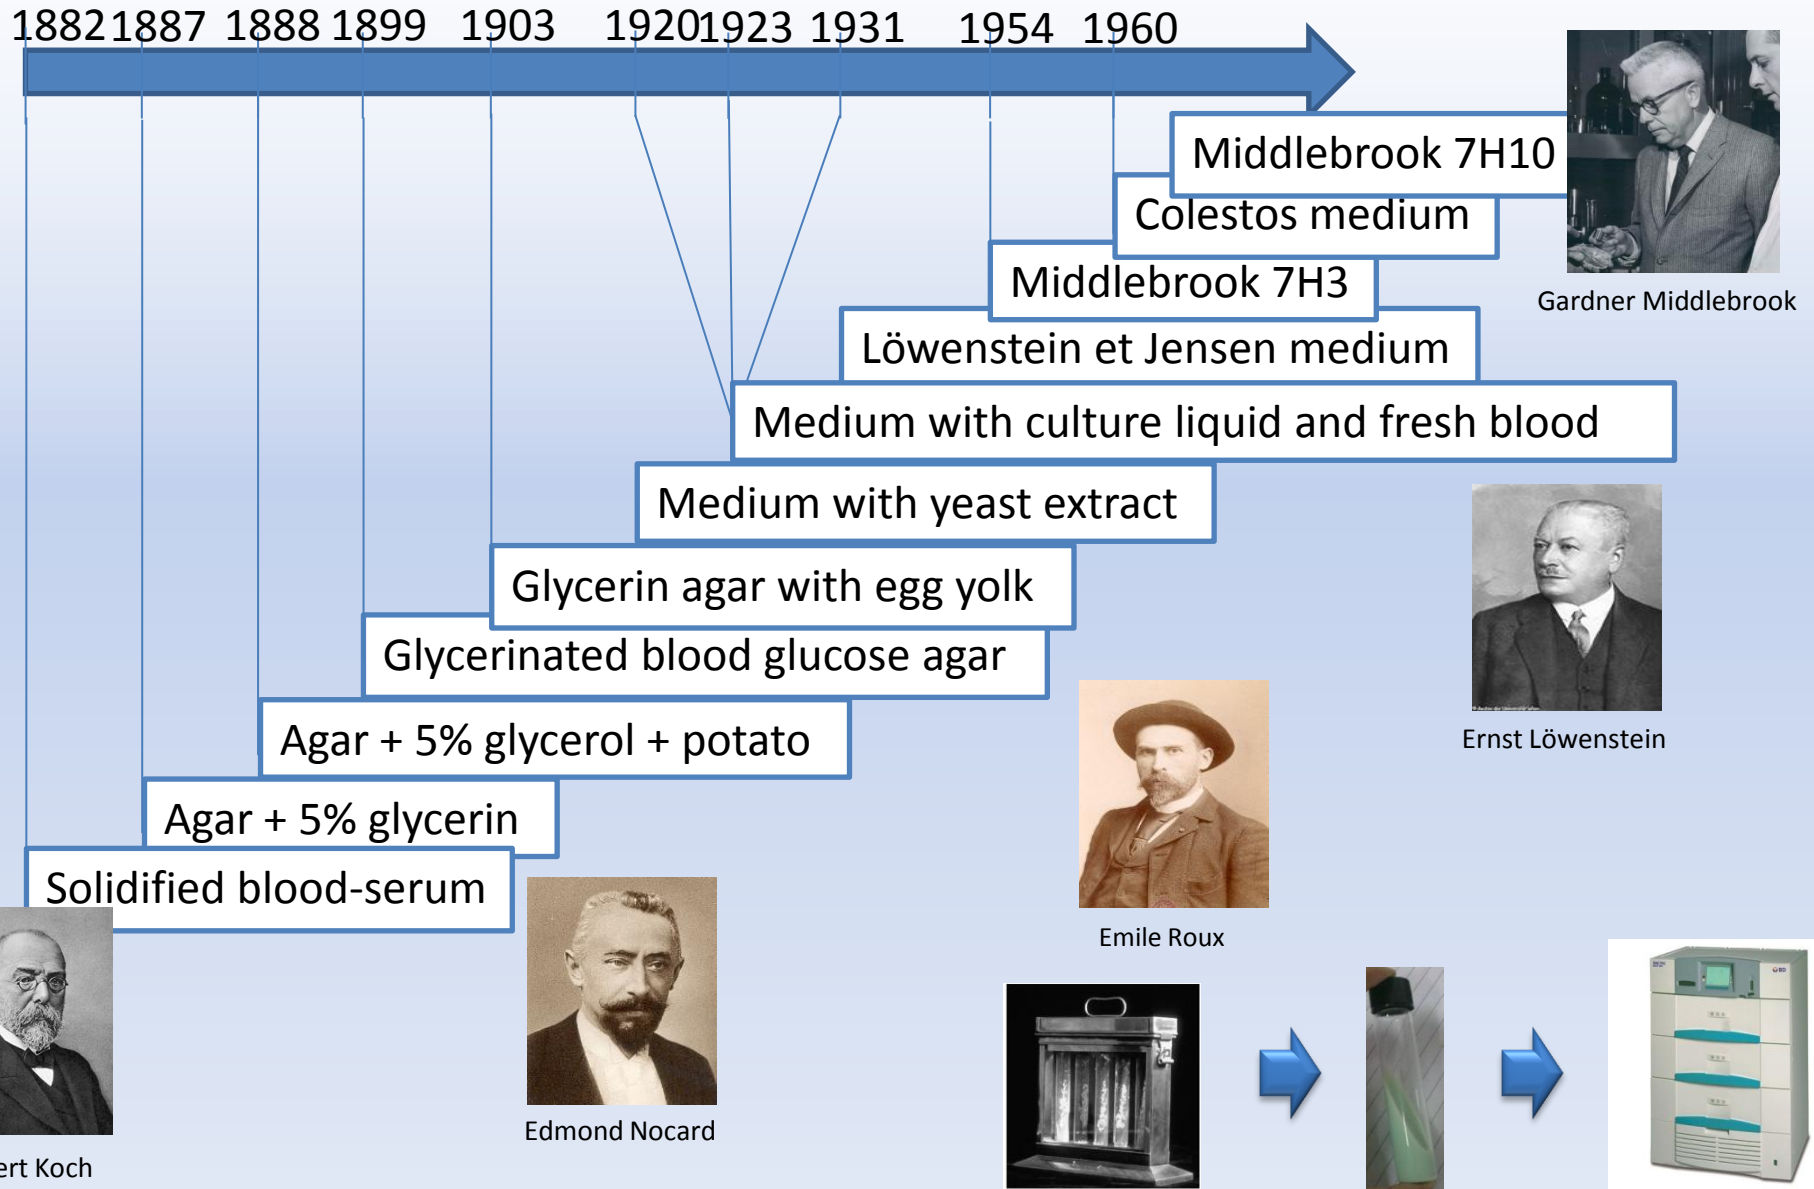 1882 1887 1888 1899 1903 1920 1923 1931 1954 1960
Middlebrook 7H10
Colestos medium
Middlebrook 7H3
Gardner Middlebrook
Löwenstein et Jensen medium
Medium with culture liquid and fresh blood
Medium with yeast extract
Glycerin agar with egg yolk
Glycerinated blood glucose agar
Ernst Löwenstein
Agar + 5% glycerol + potato
Agar + 5% glycerin
Solidified blood-serum
Emile Roux
Edmond Nocard
ert Koch
BD